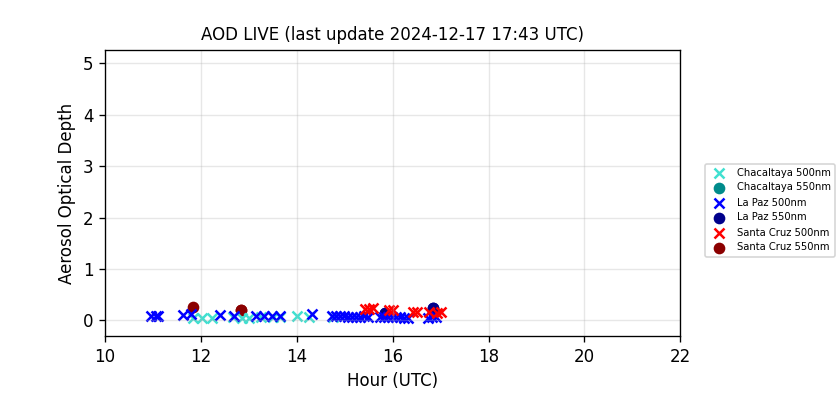 AOD LIVE (last update 2024-12-17 17:43 UTC)
Aerosol Optical Depth
5
4
3
2
1
0
10 12 14 16 18 20 22
Hour (UTC)
Chacaltaya 500nm
Chacaltaya 550nm
La Paz 500nm
La Paz 550nm
Santa Cruz 500nm
Santa Cruz 550nm